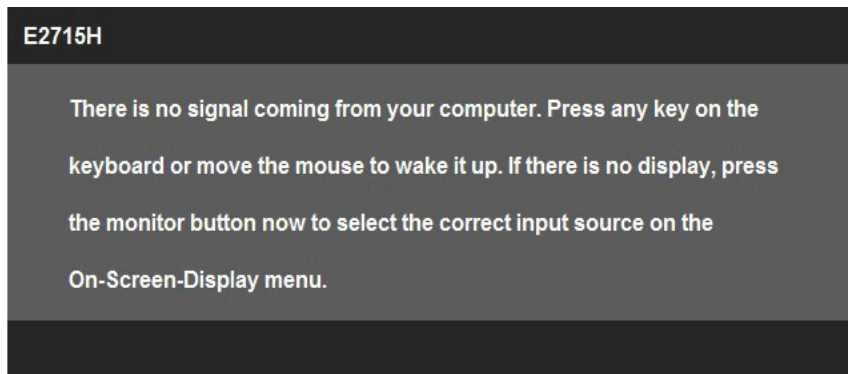 E2715H
There is no signal coming from your computer. Press any key on the
keyboard or move the mouse to wake it up. If there is no display, press
the monitor button now to select the correct input source on the
On-Screen-Display menu.